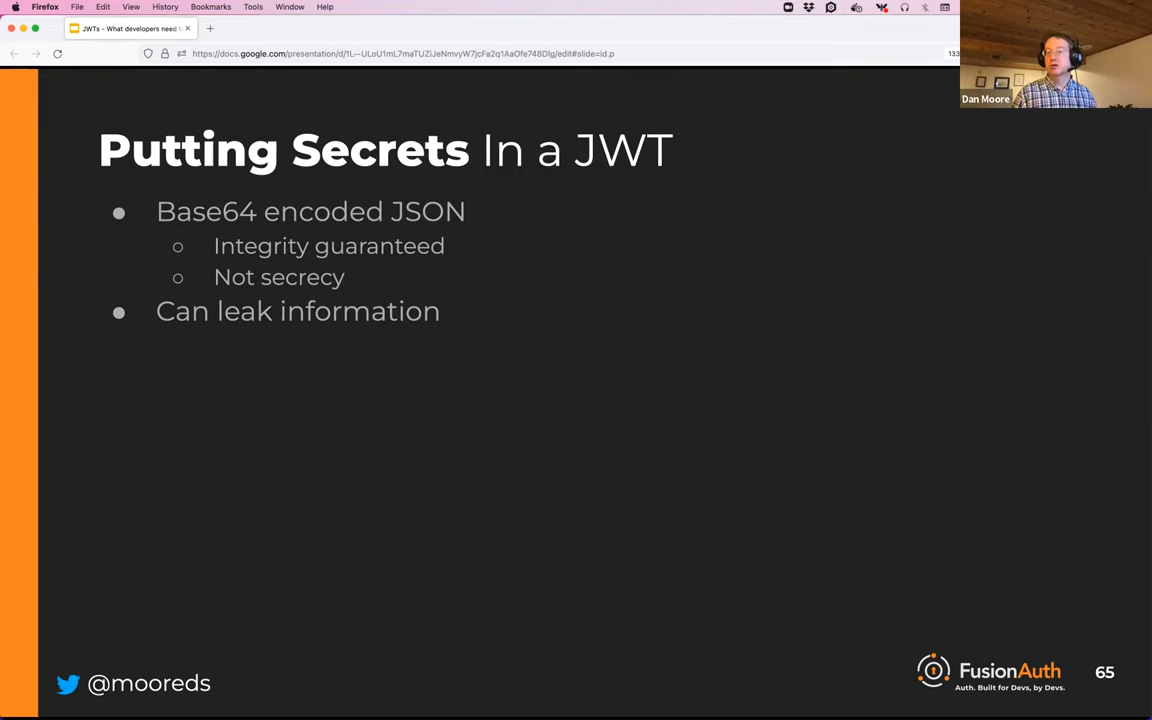 Firefox File Edit View History Bookmarks Tools Window Help
JWTs - What developers need t
https://docs.google.com/presentation/d/1L--ULoU1mL7maTUZiJeNmvyW7jcFa2q1AaOfe748DIg/edit#slide=id.p
133
Dan Moore
Putting Secrets In a JWT
● Base64 encoded JSON
○ Integrity guaranteed
○ Not secrecy
● Can leak information
@mooreds
FusionAuth
Auth. Built for Devs, by Devs.
65